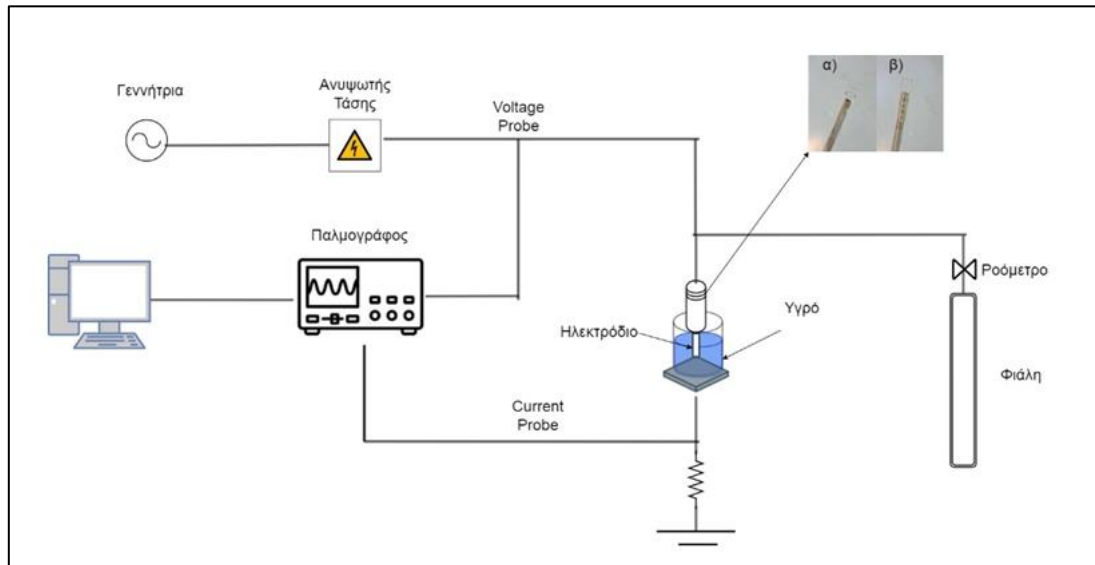 α)
β)
Γεννήτρια
Ανυψωτής
Τάσης
Voltage
Probe
Παλμογράφος
Ροόμετρο
Υγρό
Ηλεκτρόδιο
Φιάλη
Current
Probe